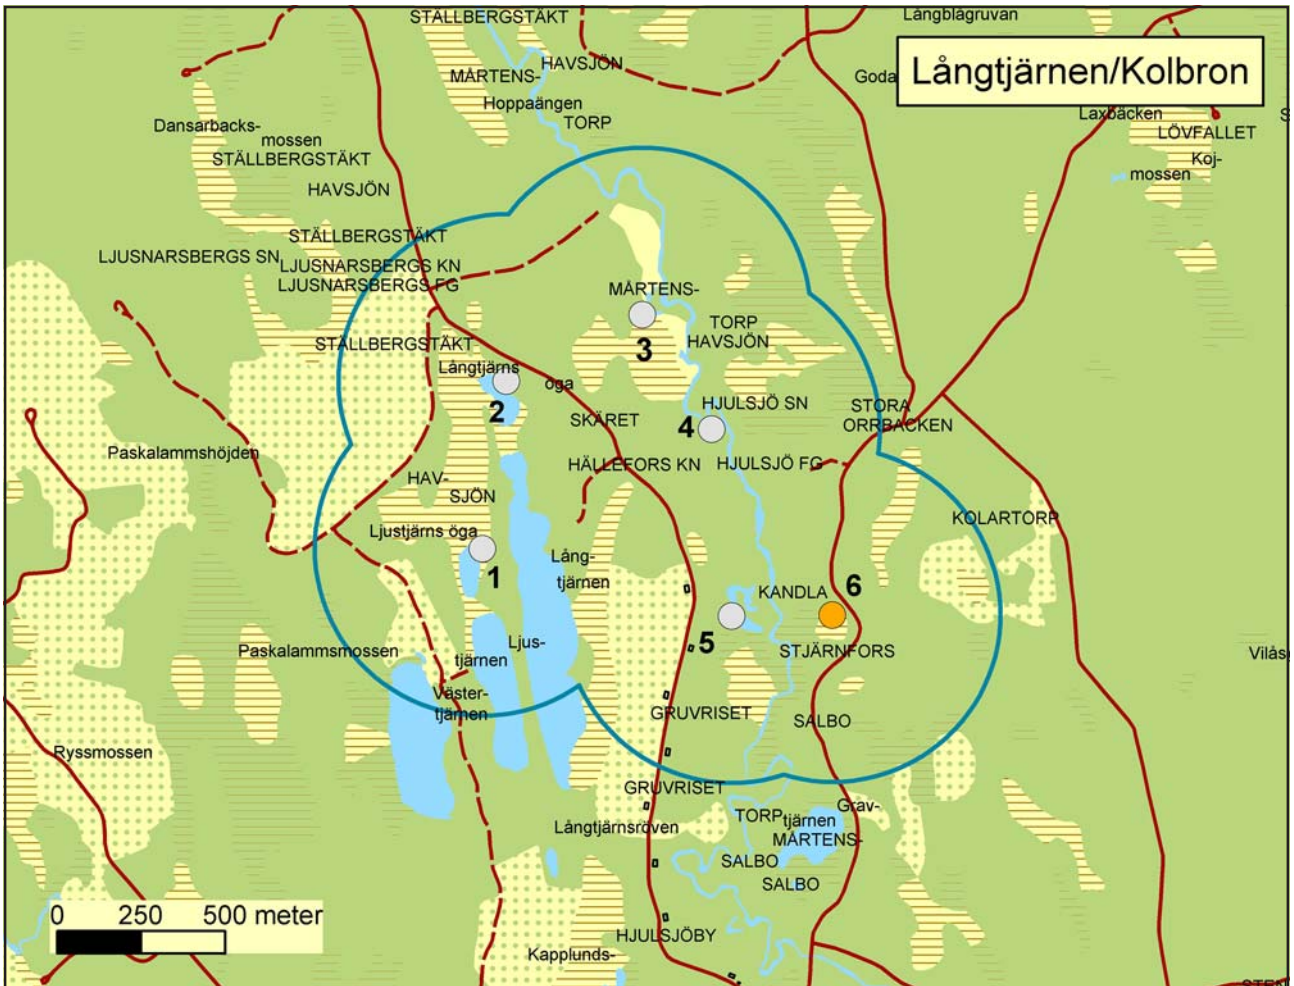 STÄLLBERGSTÄKT
Långblågruvan
HAVSJÖN
MÅRTENS-
Hoppaängen
TORP
Goda
Långtjärnen/Kolbron
Laxbäcken
LÖVFALLET
Koj-
mossen
Dansarbacks-
mossen
STÄLLBERGSTÄKT
HAVSJÖN
STÄLLBERGSTÄKT
LJUSNARSBERGS SN
LJUSNARSBERGS KN
LJUSNARSBERGS FG
MÅRTENS-
TORP
HAVSJÖN
3
STÄLLBERGSTÄKT
Långtjärns
öga
2
SKÄRET
4
HJULSJÖ SN
STORA
ORRBACKEN
Paskalammshöjden
HÄLLEFORS KN
HJULSJÖ FG
HAV-
SJÖN
KOLARTORP
Ljustjärns öga
1
Lång-
tjärnen
KANDLA
6
5
STJÄRNFORS
Paskalammsmossen
Ljus-
tjärnen
Vilås
Väster-
tjärnen
GRUVRISET
SALBO
Ryssmossen
GRUVRISET
Grav-
tjärnen
TORP
MÅRTENS-
Långtjärnsröven
SALBO
SALBO
0 250 500 meter
HJULSJÖBY
Kapplunds-
STEN